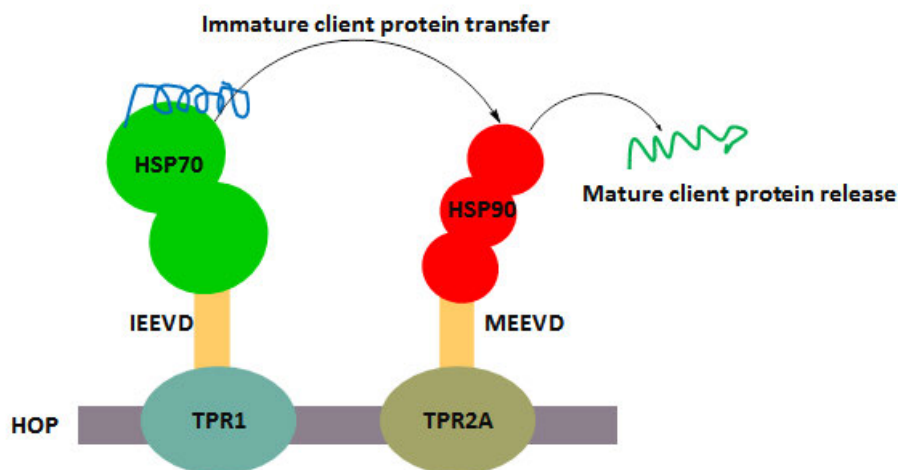 Immature client protein transfer
HSP70
HSP90
Mature client protein release
IEEVD
MEEVD
HOP
TPR1
TPR2A